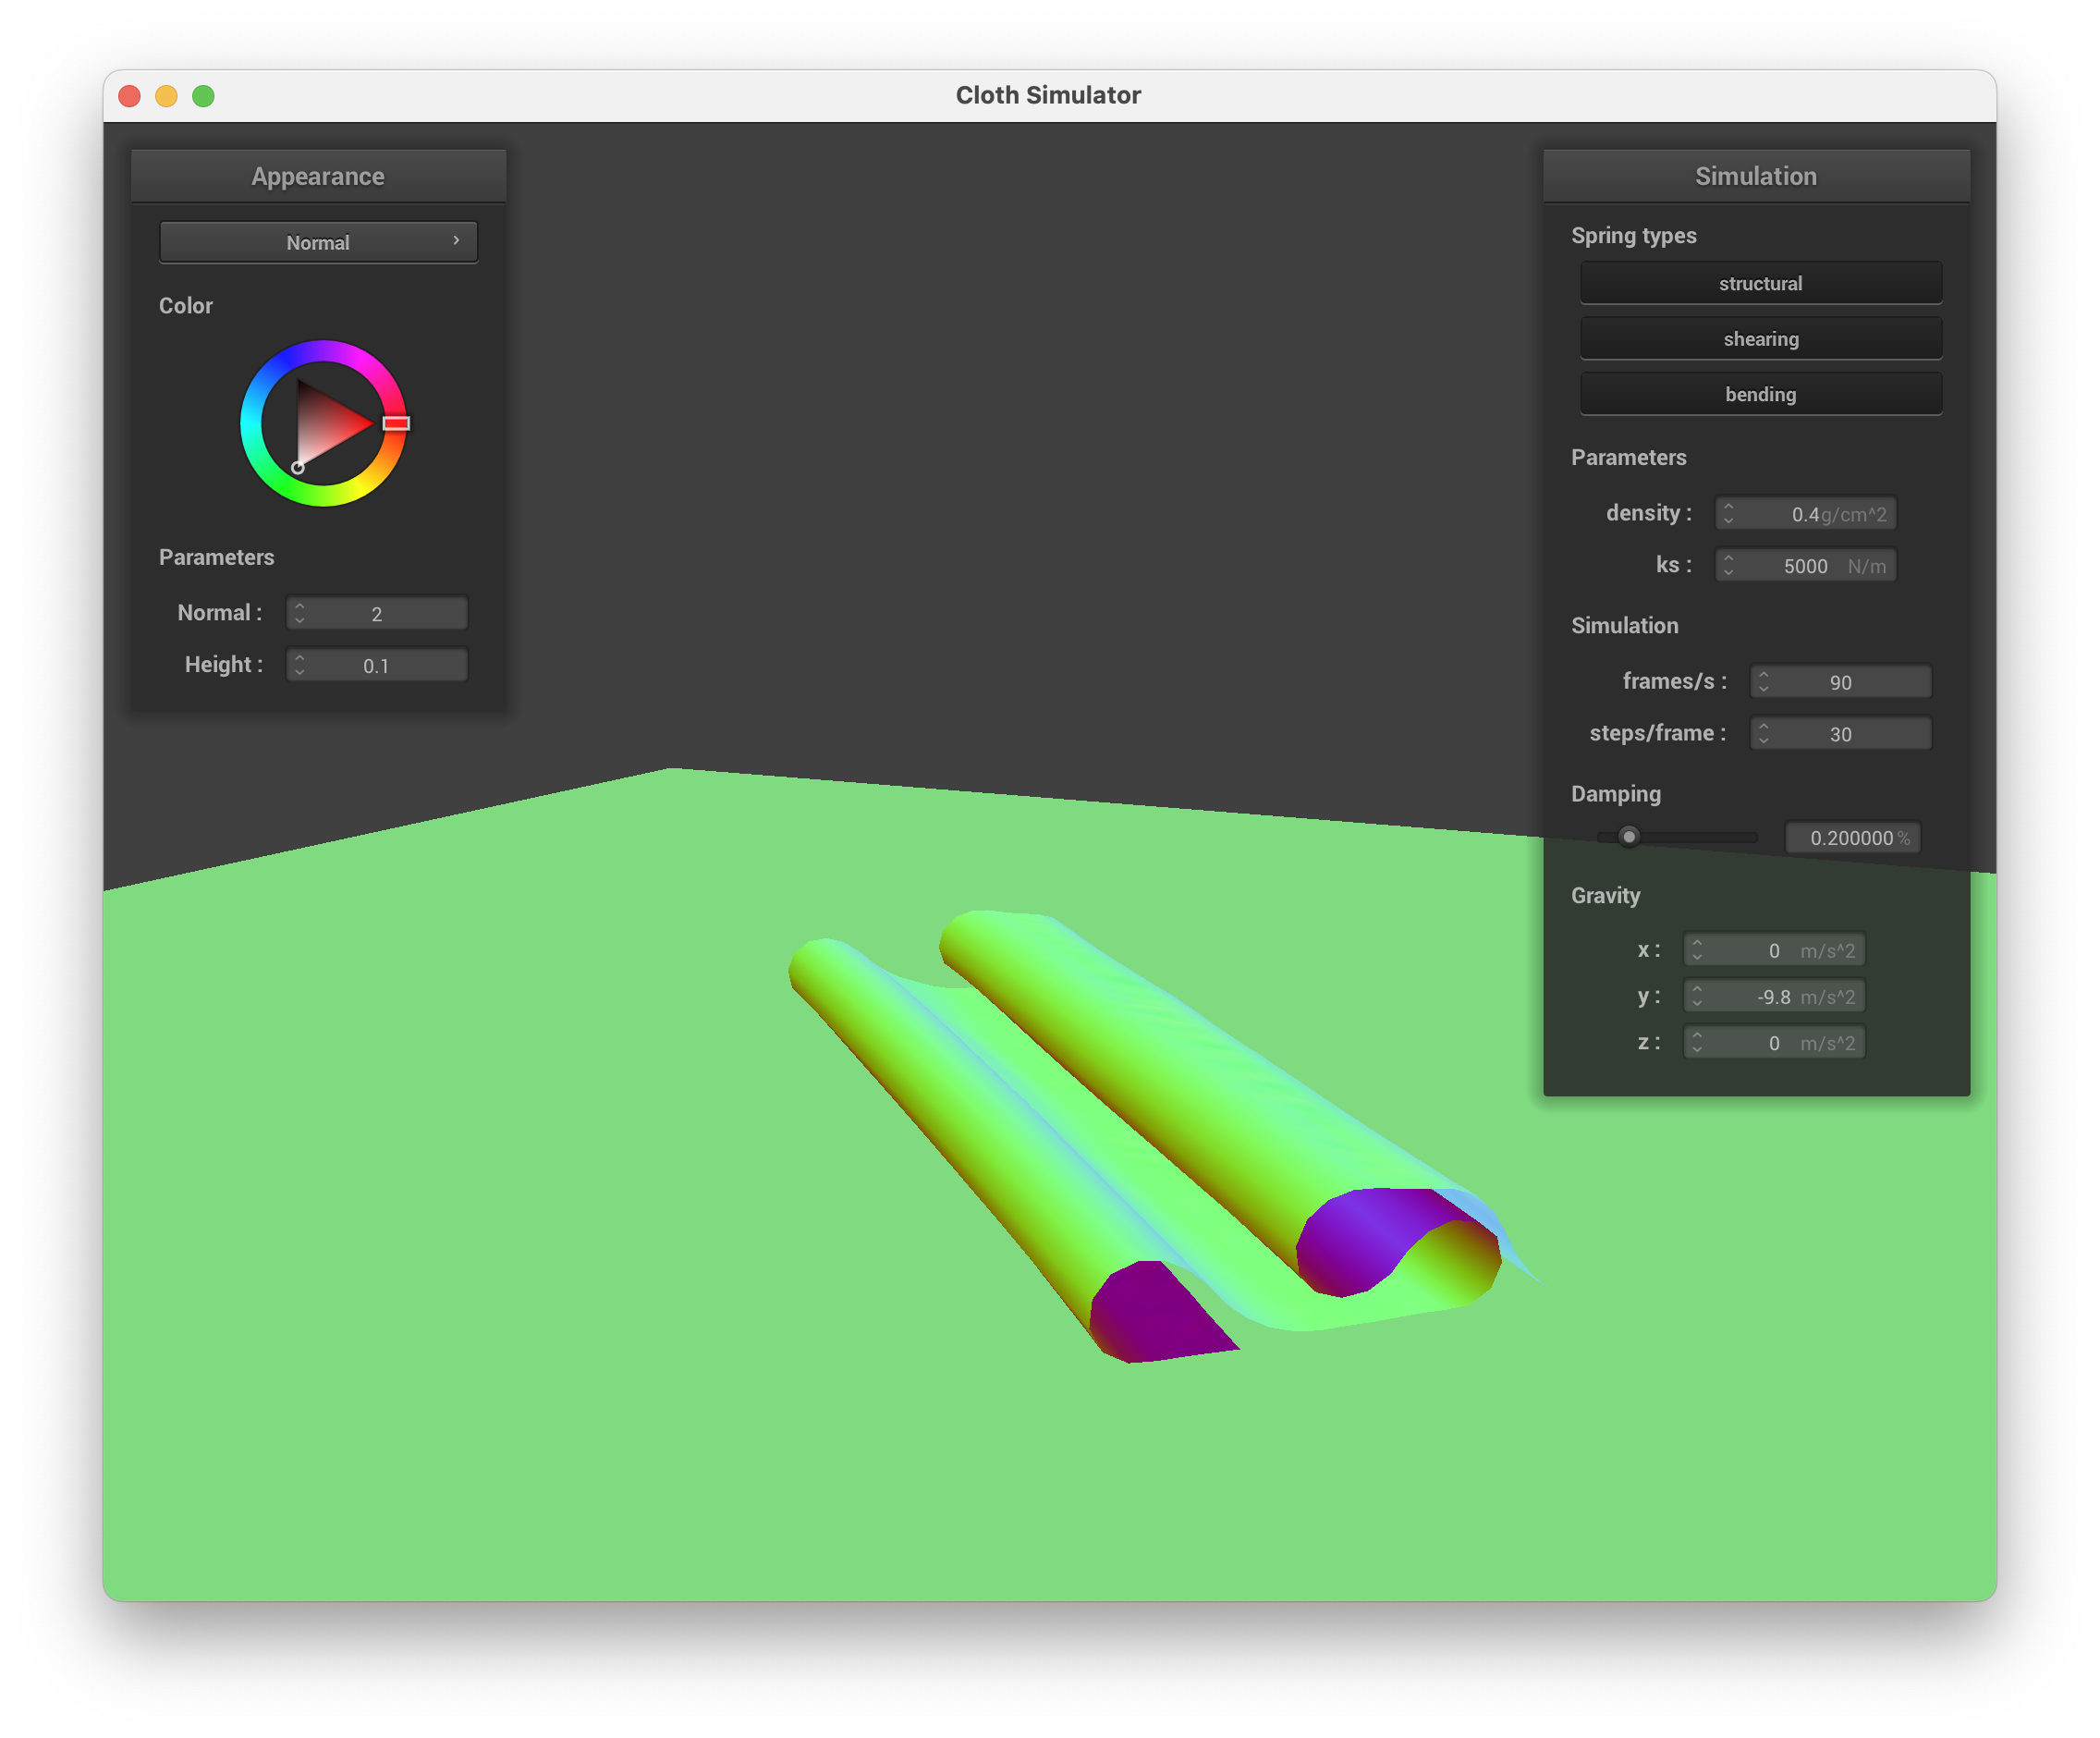 Cloth Simulator
Appearance
Normal
Color
Parameters
Normal : 2
Height : 0.1
Simulation
Spring types
structural
shearing
bending
Parameters
density : 0.4 g/cm^2
ks : 5000 N/m
Simulation
frames/s : 90
steps/frame : 30
Damping
0.200000 %
Gravity
x : 0 m/s^2
y : -9.8 m/s^2
z : 0 m/s^2